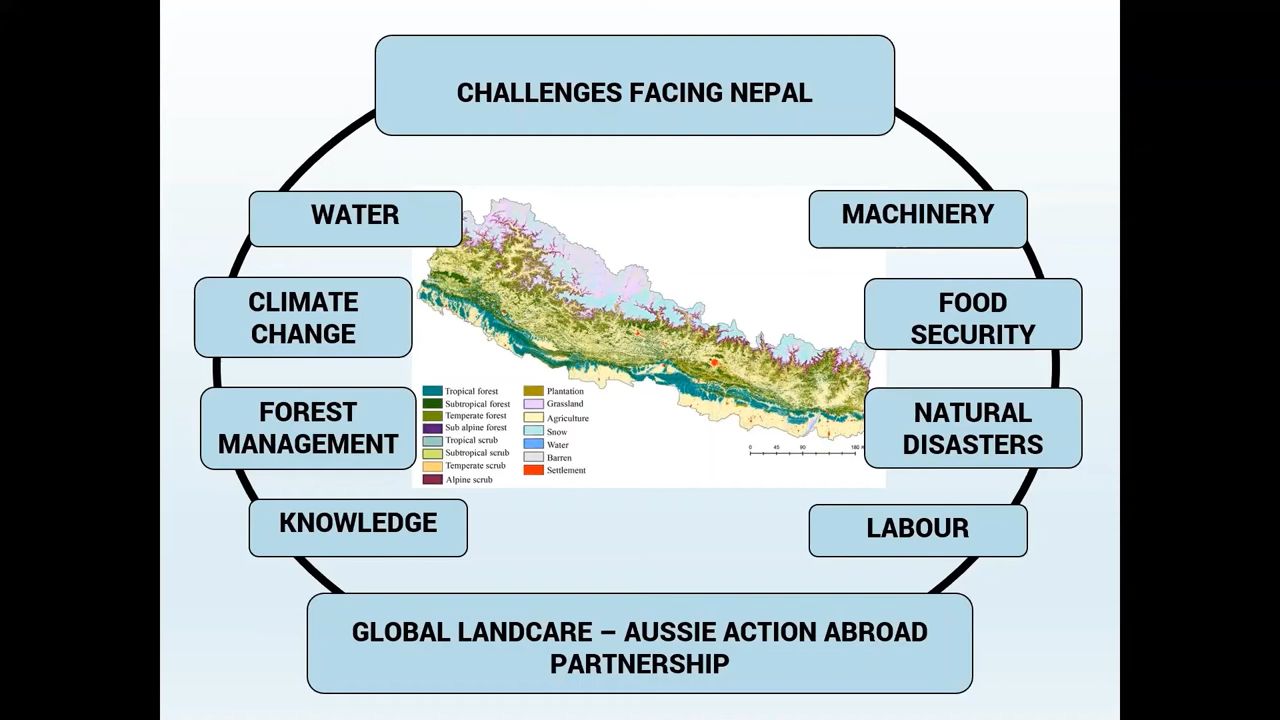 CHALLENGES FACING NEPAL
WATER
MACHINERY
CLIMATE
CHANGE
FOOD
SECURITY
FOREST
MANAGEMENT
NATURAL
DISASTERS
KNOWLEDGE
LABOUR
Tropical forest
Subtropical forest
Temperate forest
Sub alpine forest
Tropical scrub
Subtropical scrub
Temperate scrub
Alpine scrub
Plantation
Grassland
Agriculture
Snow
Water
Barren
Settlement
0 45 90 180
GLOBAL LANDCARE – AUSSIE ACTION ABROAD
PARTNERSHIP